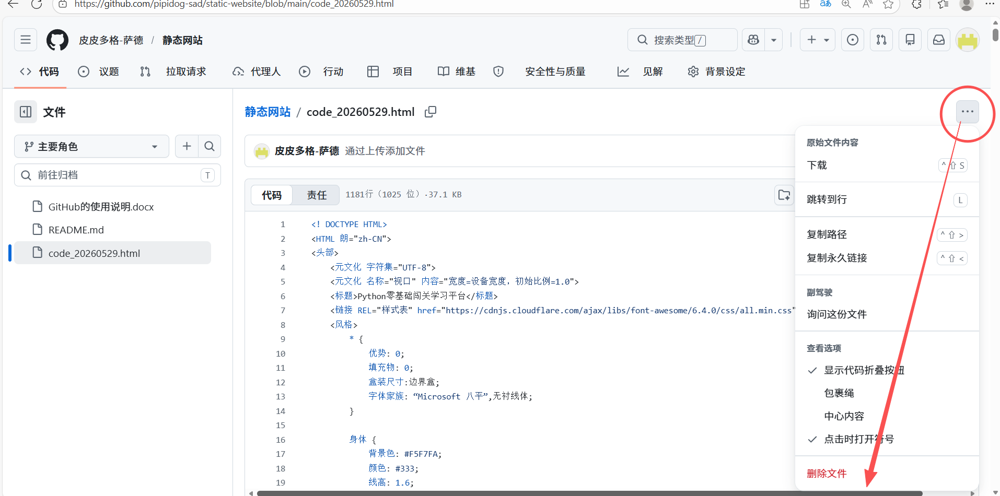 https://github.com/pipidog-sad/static-website/blob/main/code_20260529.html
皮皮多格-萨德 / 静态网站
搜索类型 /
代码 议题 拉取请求 代理人 行动 项目 维基 安全性与质量 见解 背景设定
文件
主要角色
前往归档 T
GitHub的使用说明.docx
README.md
code_20260529.html
静态网站 / code_20260529.html
皮皮多格-萨德 通过上传添加文件
代码 责任 1181行（1025 位）·37.1 KB
1 <! DOCTYPE HTML>
2 <HTML 朗="zh-CN">
3 <头部>
4 <元文化 字符集="UTF-8">
5 <元文化 名称="视口" 内容="宽度=设备宽度，初始比例=1.0">
6 <标题>Python零基础闯关学习平台</标题>
7 <链接 REL="样式表" href="https://cdnjs.cloudflare.com/ajax/libs/font-awesome/6.4.0/css/all.min.css"
8 <风格>
9 * {
10 优势: 0;
11 填充物: 0;
12 盒装尺寸:边界盒;
13 字体家族: “Microsoft 八平”,无衬线体;
14 }
15
16 身体 {
17 背景色: #F5F7FA;
18 颜色: #333;
19 线高: 1.6;
原始文件内容
下载 ^ ⇧ S
跳转到行 L
复制路径 ^ ⇧ >
复制永久链接 ^ ⇧ <
副驾驶
询问这份文件
查看选项
显示代码折叠按钮
包裹绳
中心内容
点击时打开符号
删除文件